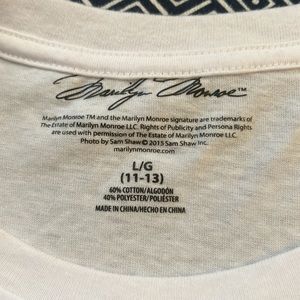 Marilyn Monroe™
Marilyn Monroe TM and the Marilyn Monroe signature are trademarks of
The Estate of Marilyn Monroe LLC. Rights of Publicity and Persona Rights
are used with permission of The Estate of Marilyn Monroe LLC.
Photo by Sam Shaw © 2015 Sam Shaw Inc.
marilynmonroe.com
L/G
(11-13)
60% COTTON/ALGODÓN
40% POLYESTER/POLIÉSTER
MADE IN CHINA/HECHO EN CHINA